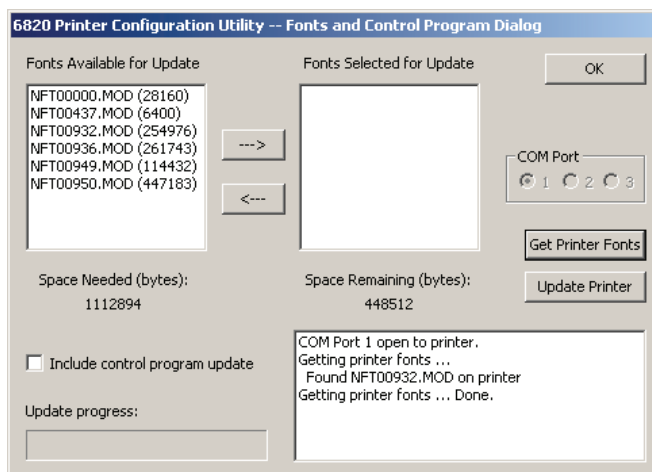 6820 Printer Configuration Utility -- Fonts and Control Program Dialog
Fonts Available for Update
NFT00000.MOD (28160)
NFT00437.MOD (6400)
NFT00932.MOD (254976)
NFT00936.MOD (261743)
NFT00949.MOD (114432)
NFT00950.MOD (447183)
--->
<---
Fonts Selected for Update
OK
COM Port
1 2 3
Get Printer Fonts
Update Printer
Space Needed (bytes):
1112894
Space Remaining (bytes):
448512
Include control program update
Update progress:
COM Port 1 open to printer.
Getting printer fonts ...
Found NFT00932.MOD on printer
Getting printer fonts ... Done.